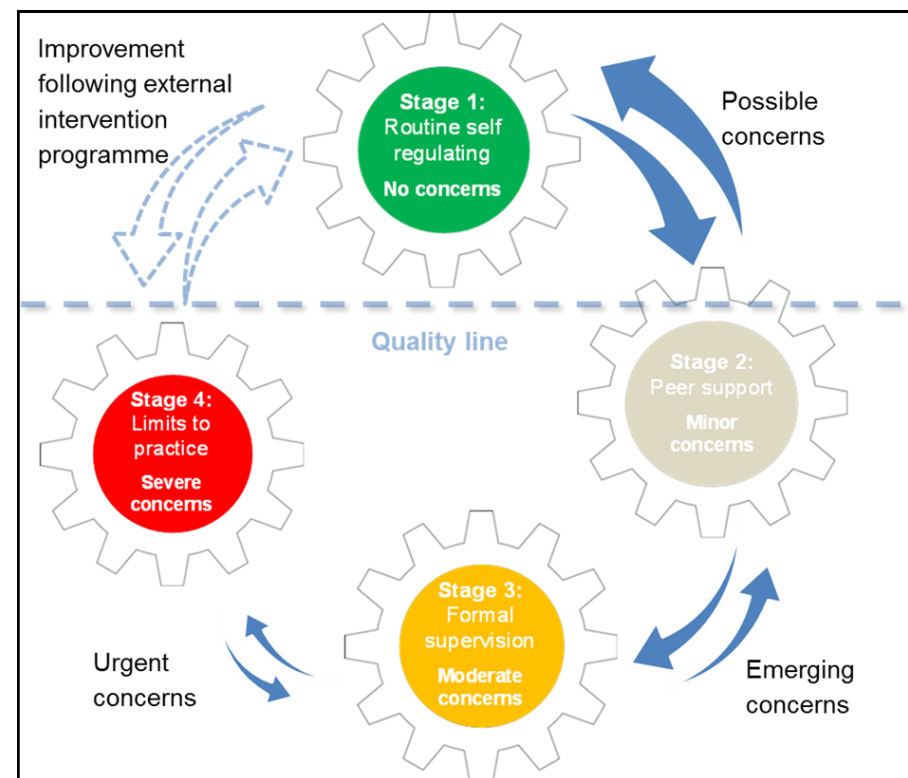 Improvement
following external
intervention
programme
Stage 1:
Routine self
regulating
No concerns
Possible
concerns
Quality line
Stage 2:
Peer support
Minor
concerns
Stage 4:
Limits to
practice
Severe
concerns
Stage 3:
Formal
supervision
Moderate
concerns
Urgent
concerns
Emerging
concerns